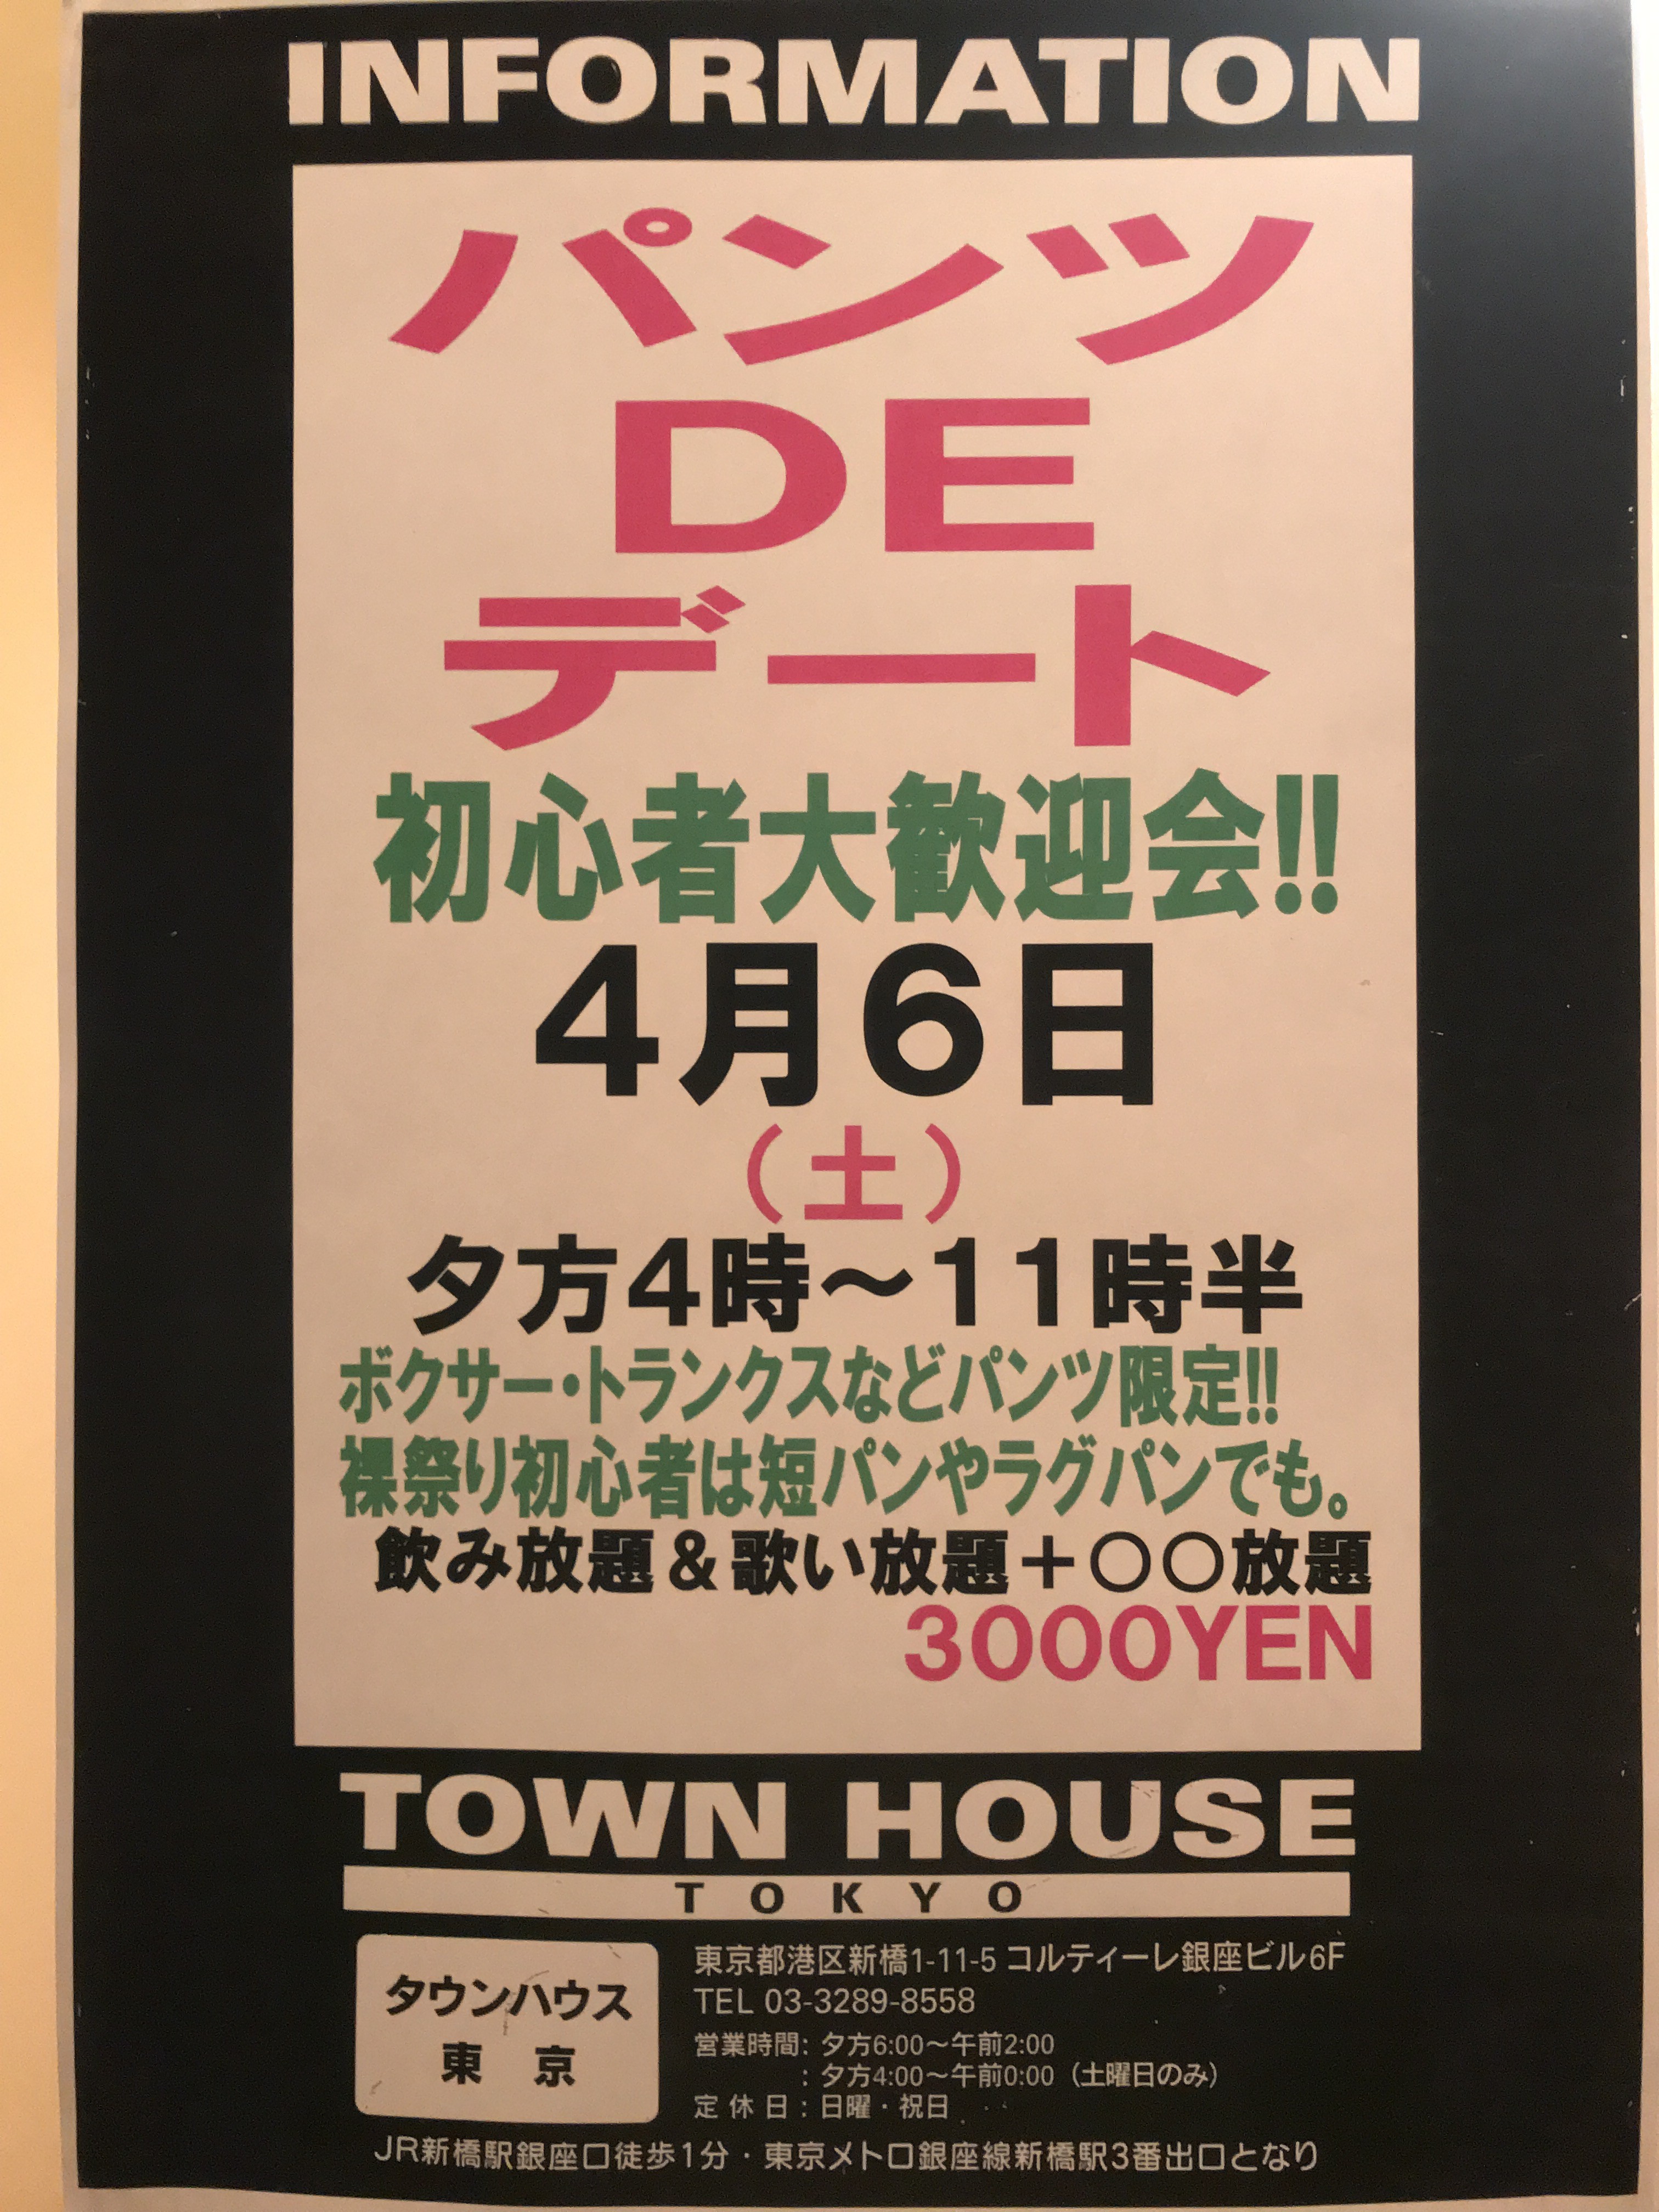 INFORMATION
パンツ
DE
デート
初心者大歓迎会!!
4月6日
（土）
夕方4時〜11時半
ボクサー・トランクスなどパンツ限定!!
裸祭り初心者は短パンやラグパンでも。
飲み放題＆歌い放題＋○○放題
3000YEN
TOWN HOUSE
TOKYO
タウンハウス
東京
東京都港区新橋1-11-5 コルティーレ銀座ビル6F
TEL 03-3289-8558
営業時間: 夕方6:00〜午前2:00
: 夕方4:00〜午前0:00（土曜日のみ）
定休日: 日曜・祝日
JR新橋駅銀座口徒歩1分・東京メトロ銀座線新橋駅3番出口となり